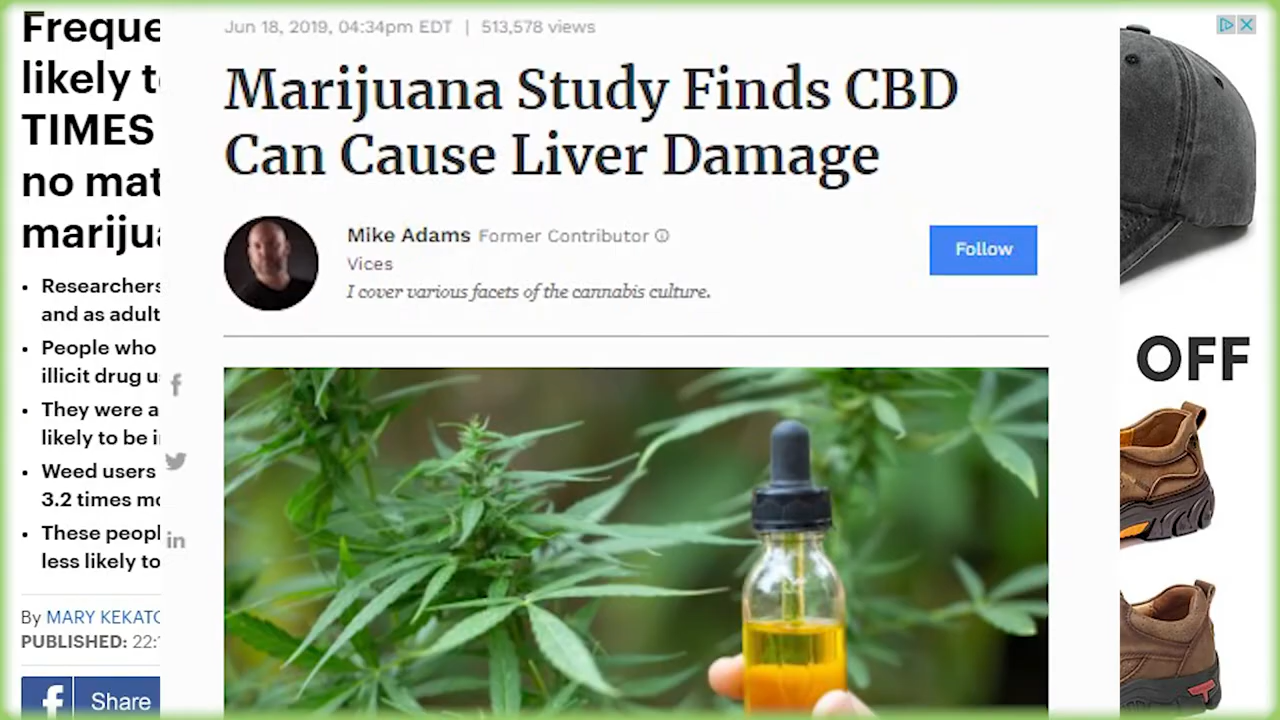 Freque
likely to
TIMES
no mat
marijua
Researchers
and as adult
People who
illicit drug u
They were a
likely to be i
Weed users
3.2 times mo
These peopl
less likely to
By MARY KEKATO
PUBLISHED: 22:
Share
Jun 18, 2019, 04:34pm EDT | 513,578 views
Marijuana Study Finds CBD
Can Cause Liver Damage
Mike Adams Former Contributor
Vices
I cover various facets of the cannabis culture.
Follow
OFF